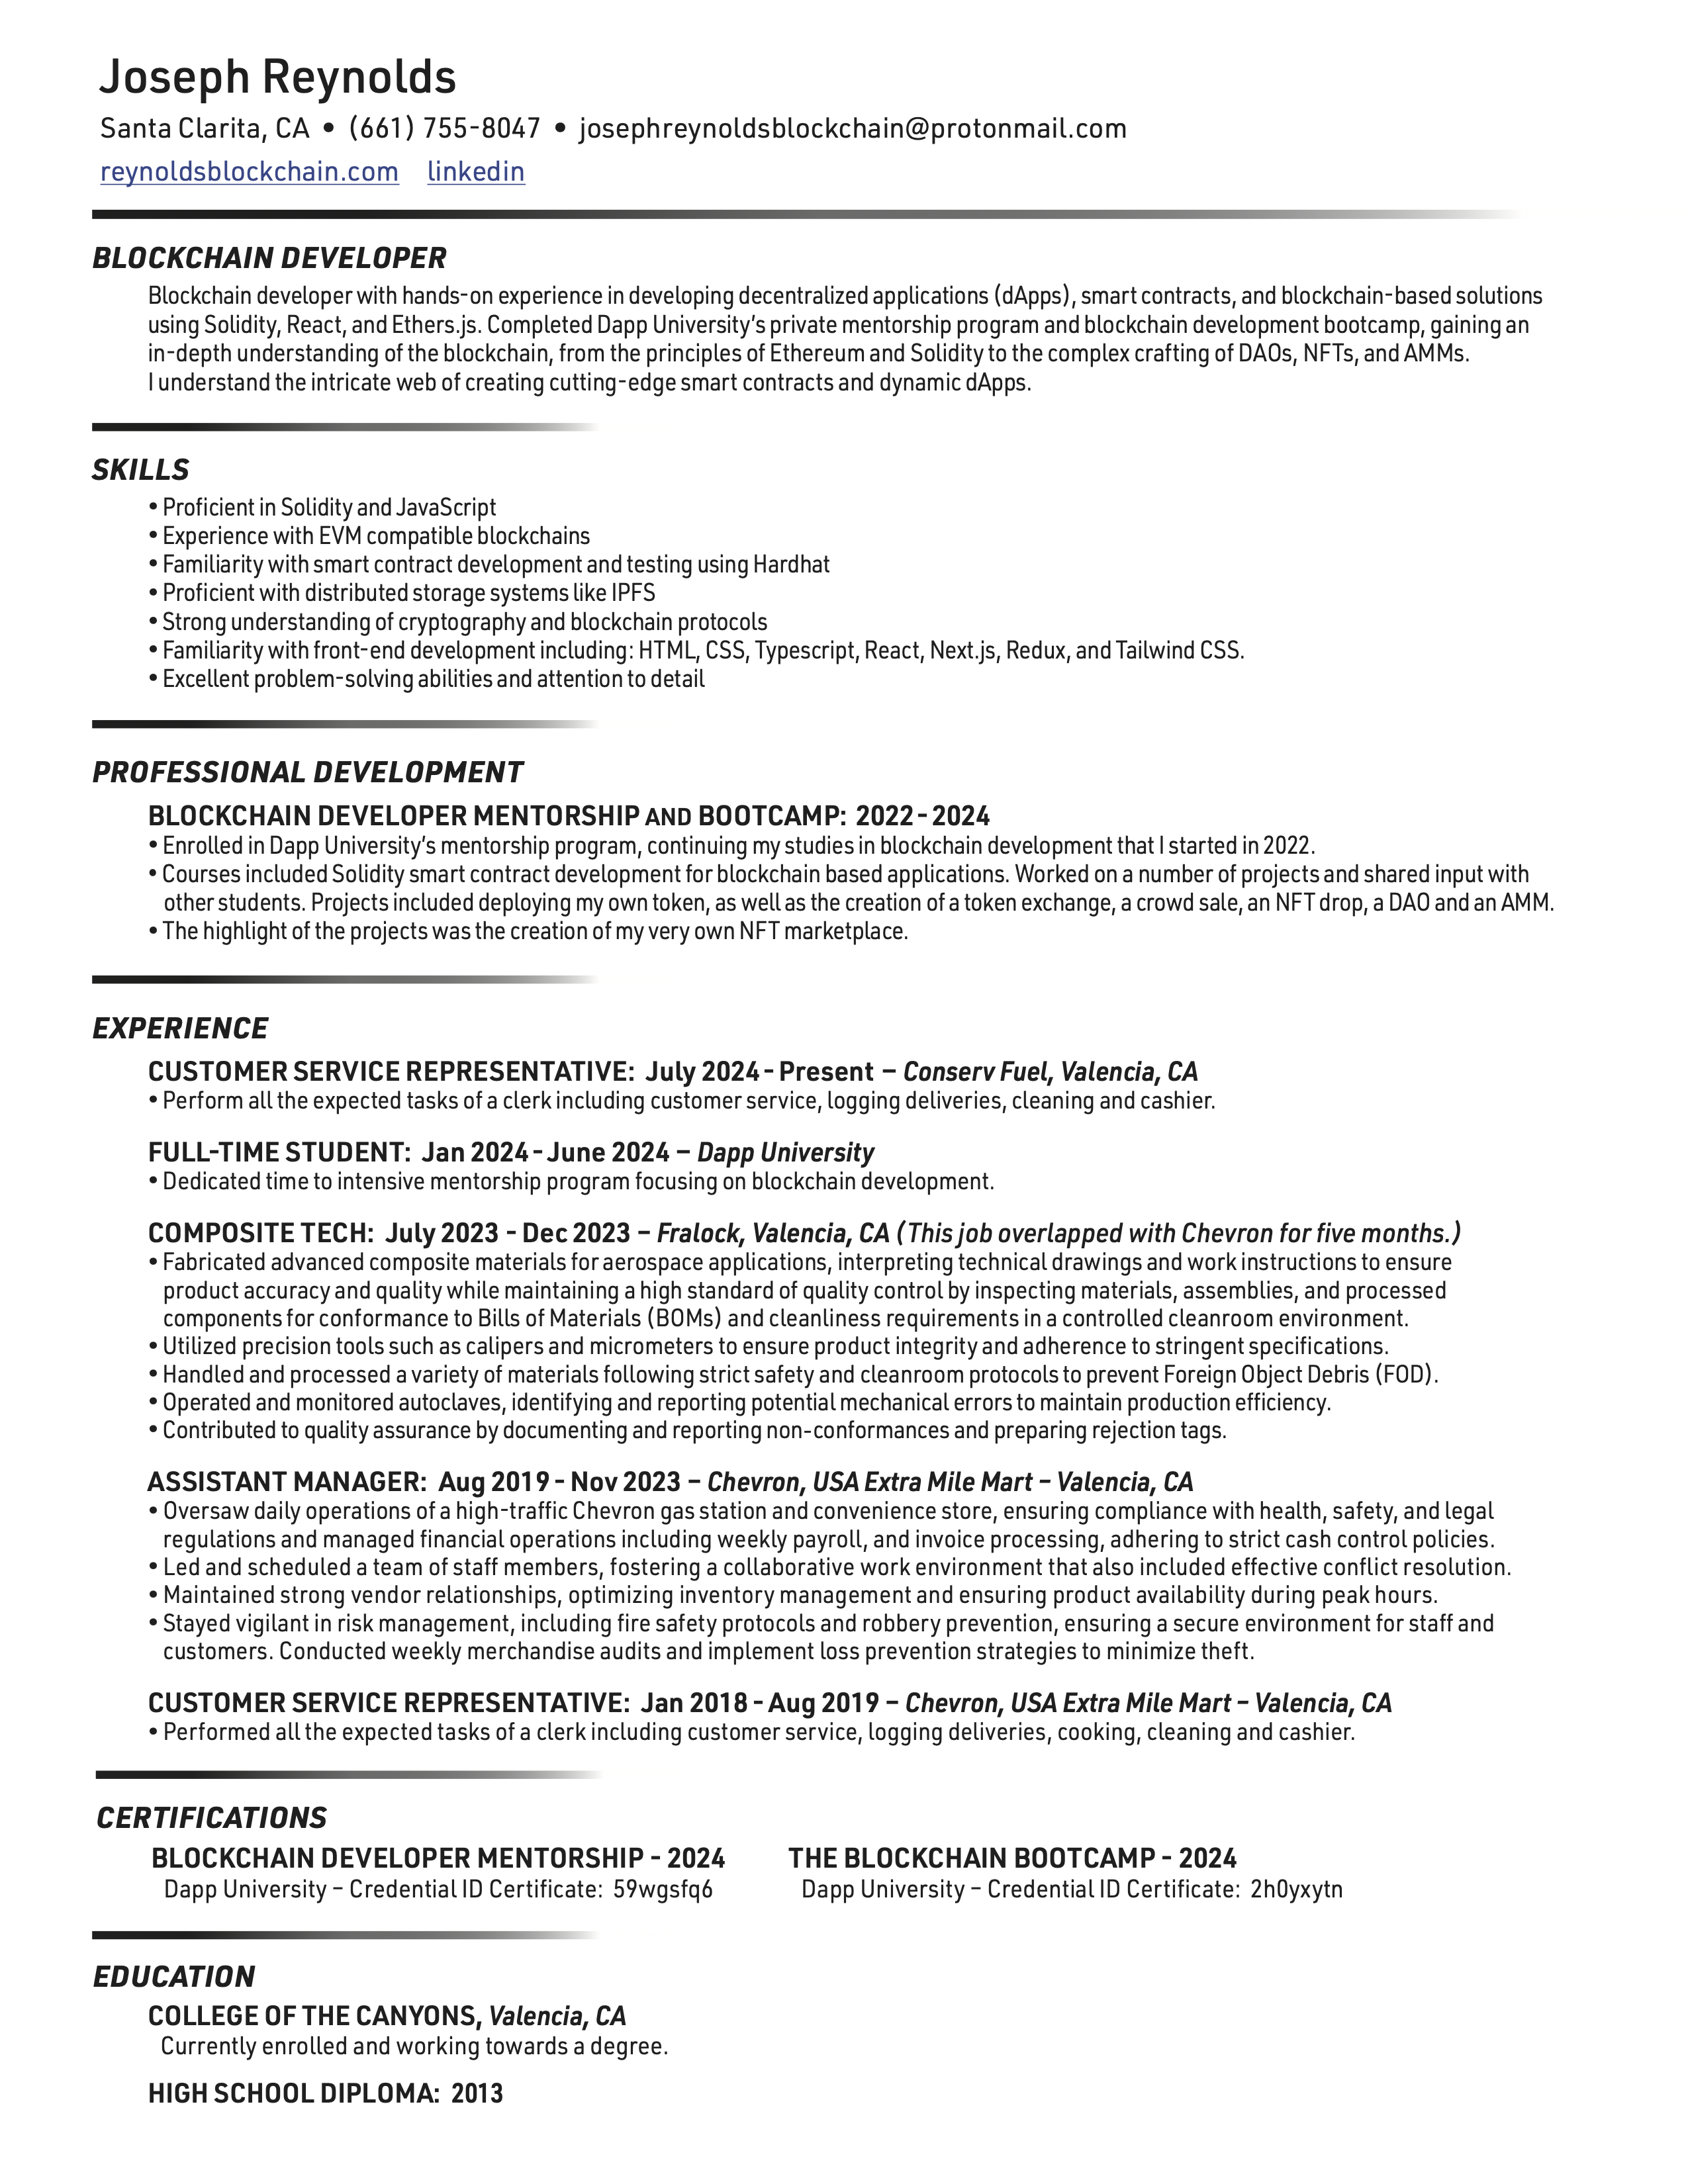 Joseph Reynolds
Santa Clarita, CA • (661) 755-8047 • josephreynoldsblockchain@protonmail.com
reynoldsblockchain.com linkedin
BLOCKCHAIN DEVELOPER
Blockchain developer with hands-on experience in developing decentralized applications (dApps), smart contracts, and blockchain-based solutions
using Solidity, React, and Ethers.js. Completed Dapp University's private mentorship program and blockchain development bootcamp, gaining an
in-depth understanding of the blockchain, from the principles of Ethereum and Solidity to the complex crafting of DAOs, NFTs, and AMMs.
I understand the intricate web of creating cutting-edge smart contracts and dynamic dApps.
SKILLS
• Proficient in Solidity and JavaScript
• Experience with EVM compatible blockchains
• Familiarity with smart contract development and testing using Hardhat
• Proficient with distributed storage systems like IPFS
• Strong understanding of cryptography and blockchain protocols
• Familiarity with front-end development including: HTML, CSS, Typescript, React, Next.js, Redux, and Tailwind CSS.
• Excellent problem-solving abilities and attention to detail
PROFESSIONAL DEVELOPMENT
BLOCKCHAIN DEVELOPER MENTORSHIP AND BOOTCAMP: 2022 - 2024
• Enrolled in Dapp University's mentorship program, continuing my studies in blockchain development that I started in 2022.
• Courses included Solidity smart contract development for blockchain based applications. Worked on a number of projects and shared input with
other students. Projects included deploying my own token, as well as the creation of a token exchange, a crowd sale, an NFT drop, a DAO and an AMM.
• The highlight of the projects was the creation of my very own NFT marketplace.
EXPERIENCE
CUSTOMER SERVICE REPRESENTATIVE: July 2024 - Present – Conserv Fuel, Valencia, CA
• Perform all the expected tasks of a clerk including customer service, logging deliveries, cleaning and cashier.
FULL-TIME STUDENT: Jan 2024 - June 2024 – Dapp University
• Dedicated time to intensive mentorship program focusing on blockchain development.
COMPOSITE TECH: July 2023 - Dec 2023 – Fralock, Valencia, CA (This job overlapped with Chevron for five months.)
• Fabricated advanced composite materials for aerospace applications, interpreting technical drawings and work instructions to ensure
product accuracy and quality while maintaining a high standard of quality control by inspecting materials, assemblies, and processed
components for conformance to Bills of Materials (BOMs) and cleanliness requirements in a controlled cleanroom environment.
• Utilized precision tools such as calipers and micrometers to ensure product integrity and adherence to stringent specifications.
• Handled and processed a variety of materials following strict safety and cleanroom protocols to prevent Foreign Object Debris (FOD).
• Operated and monitored autoclaves, identifying and reporting potential mechanical errors to maintain production efficiency.
• Contributed to quality assurance by documenting and reporting non-conformances and preparing rejection tags.
ASSISTANT MANAGER: Aug 2019 - Nov 2023 – Chevron, USA Extra Mile Mart – Valencia, CA
• Oversaw daily operations of a high-traffic Chevron gas station and convenience store, ensuring compliance with health, safety, and legal
regulations and managed financial operations including weekly payroll, and invoice processing, adhering to strict cash control policies.
• Led and scheduled a team of staff members, fostering a collaborative work environment that also included effective conflict resolution.
• Maintained strong vendor relationships, optimizing inventory management and ensuring product availability during peak hours.
• Stayed vigilant in risk management, including fire safety protocols and robbery prevention, ensuring a secure environment for staff and
customers. Conducted weekly merchandise audits and implement loss prevention strategies to minimize theft.
CUSTOMER SERVICE REPRESENTATIVE: Jan 2018 - Aug 2019 – Chevron, USA Extra Mile Mart – Valencia, CA
• Performed all the expected tasks of a clerk including customer service, logging deliveries, cooking, cleaning and cashier.
CERTIFICATIONS
BLOCKCHAIN DEVELOPER MENTORSHIP - 2024 THE BLOCKCHAIN BOOTCAMP - 2024
Dapp University – Credential ID Certificate: 59wgsfq6 Dapp University – Credential ID Certificate: 2h0yxytn
EDUCATION
COLLEGE OF THE CANYONS, Valencia, CA
Currently enrolled and working towards a degree.
HIGH SCHOOL DIPLOMA: 2013